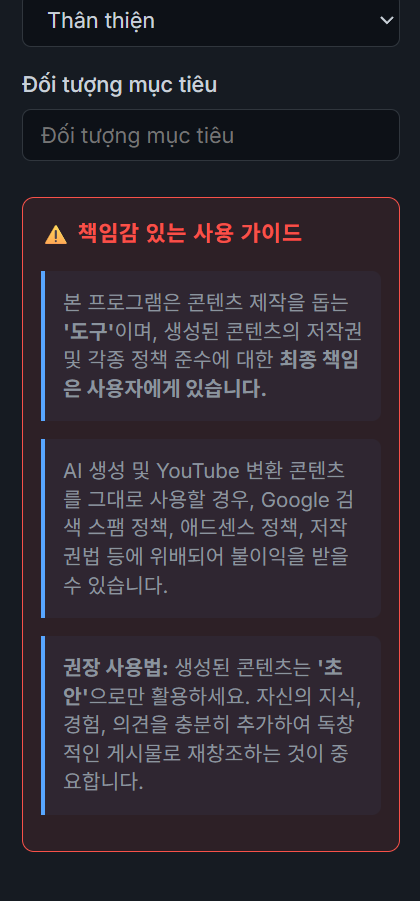 Thân thiện
Đối tượng mục tiêu
Đối tượng mục tiêu
⚠️ 책임감 있는 사용 가이드
본 프로그램은 콘텐츠 제작을 돕는
'도구'이며, 생성된 콘텐츠의 저작권
및 각종 정책 준수에 대한 최종 책임
은 사용자에게 있습니다.
AI 생성 및 YouTube 변환 콘텐츠
를 그대로 사용할 경우, Google 검
색 스팸 정책, 애드센스 정책, 저작
권법 등에 위배되어 불이익을 받을
수 있습니다.
권장 사용법: 생성된 콘텐츠는 '초
안'으로만 활용하세요. 자신의 지식,
경험, 의견을 충분히 추가하여 독창
적인 게시물로 재창조하는 것이 중
요합니다.